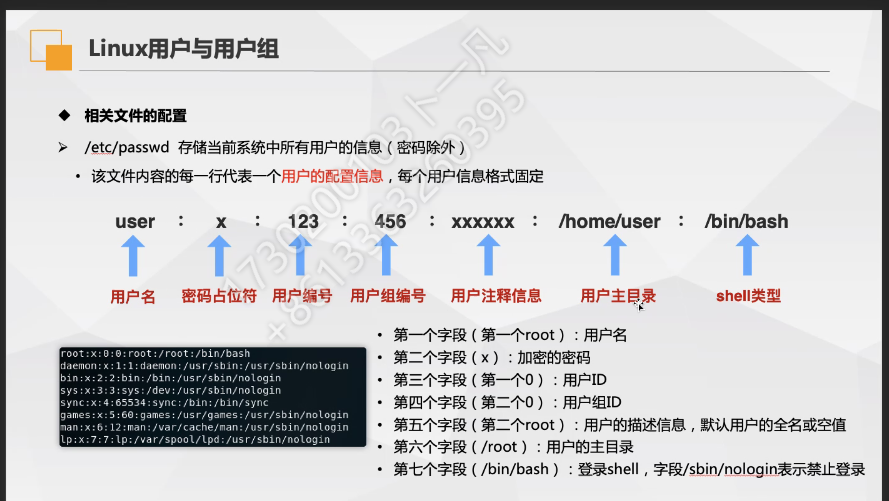 Linux用户与用户组
◆ 相关文件的配置
➢ /etc/passwd 存储当前系统中所有用户的信息（密码除外）
• 该文件内容的每一行代表一个用户的配置信息，每个用户信息格式固定
user : x : 123 : 456 : xxxxxx : /home/user : /bin/bash
用户名 密码占位符 用户编号 用户组编号 用户注释信息 用户主目录 shell类型
root:x:0:0:root:/root:/bin/bash
daemon:x:1:1:daemon:/usr/sbin:/usr/sbin/nologin
bin:x:2:2:bin:/bin:/usr/sbin/nologin
sys:x:3:3:sys:/dev:/usr/sbin/nologin
sync:x:4:65534:sync:/bin:/bin/sync
games:x:5:60:games:/usr/games:/usr/sbin/nologin
man:x:6:12:man:/var/cache/man:/usr/sbin/nologin
lp:x:7:7:lp:/var/spool/lpd:/usr/sbin/nologin
• 第一个字段（第一个root）：用户名
• 第二个字段（x）：加密的密码
• 第三个字段（第一个0）：用户ID
• 第四个字段（第二个0）：用户组ID
• 第五个字段（第二个root）：用户的描述信息，默认用户的全名或空值
• 第六个字段（/root）：用户的主目录
• 第七个字段（/bin/bash）：登录shell，字段/sbin/nologin表示禁止登录